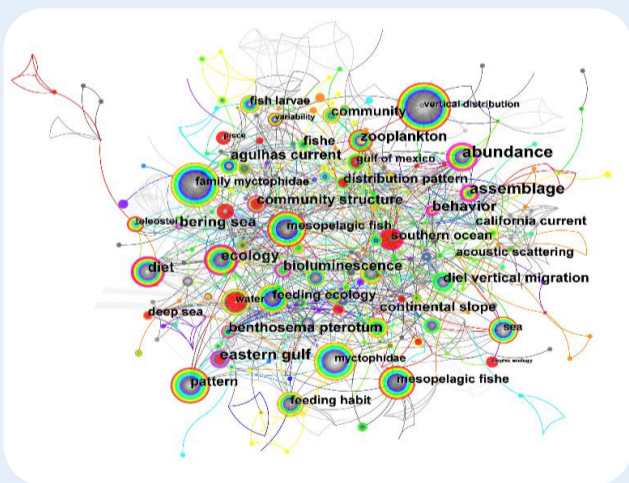 fish larvae
vertical distribution
community
variability
pisce
fishe
zooplankton
agulhas current
gulf of mexico
abundance
family myctophidae
distribution pattern
assemblage
community structure
behavior
teleostei
bering sea
mesopelagic fish
california current
southern ocean
ecology
acoustic scattering
diet
bioluminescence
diel vertical migration
water
feeding ecology
continental slope
deep sea
benthosema pterotum
sea
eastern gulf
myctophidae
trophic ecology
pattern
mesopelagic fishe
feeding habit